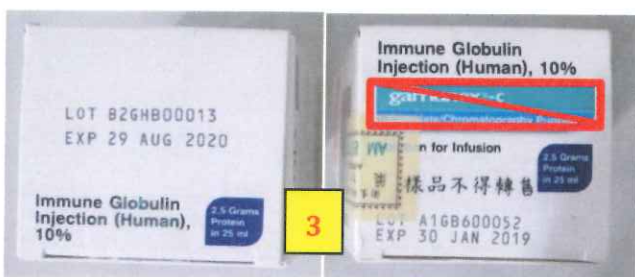 LOT B2GHB00013
EXP 29 AUG 2020
Immune Globulin
Injection (Human),
10%
2.5 Grams
Protein
in 25 ml
3
Immune Globulin
Injection (Human), 10%
for Infusion
2.5 Grams
Protein
in 25 ml
樣品不得轉售
LOT A1GB600052
EXP 30 JAN 2019